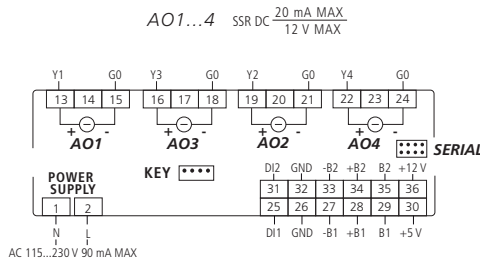 AO1...4 SSR DC 20 mA MAX
12 V MAX
Y1 G0 Y3 G0 Y2 G0 Y4 G0
13 14 15 16 17 18 19 20 21 22 23 24
+ - + - + - + -
AO1 AO3 AO2 AO4
SERIAL
KEY
DI2 GND -B2 +B2 B2 +12 V
POWER
SUPPLY
31 32 33 34 35 36
1 2 25 26 27 28 29 30
N L DI1 GND -B1 +B1 B1 +5 V
AC 115...230 V 90 mA MAX